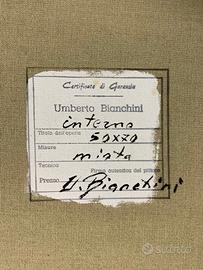 Certificato di Garanzia
Umberto Bianchini
interno
Titolo dell'opera
50x70
Misure
mista
Tecnica
Firma autentica del pittore
Prezzo
U. Bianchini
subito